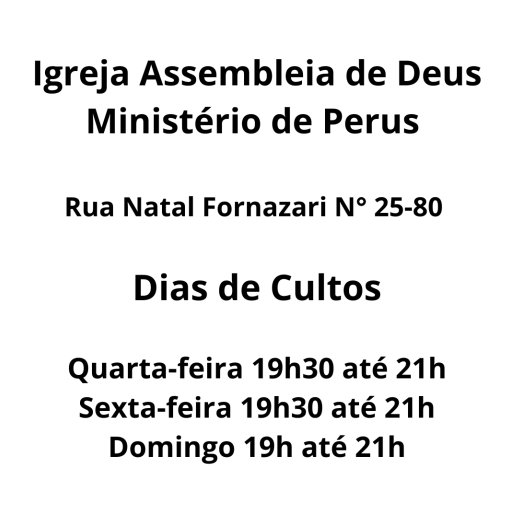 Igreja Assembleia de Deus
Ministério de Perus
Rua Natal Fornazari N° 25-80
Dias de Cultos
Quarta-feira 19h30 até 21h
Sexta-feira 19h30 até 21h
Domingo 19h até 21h